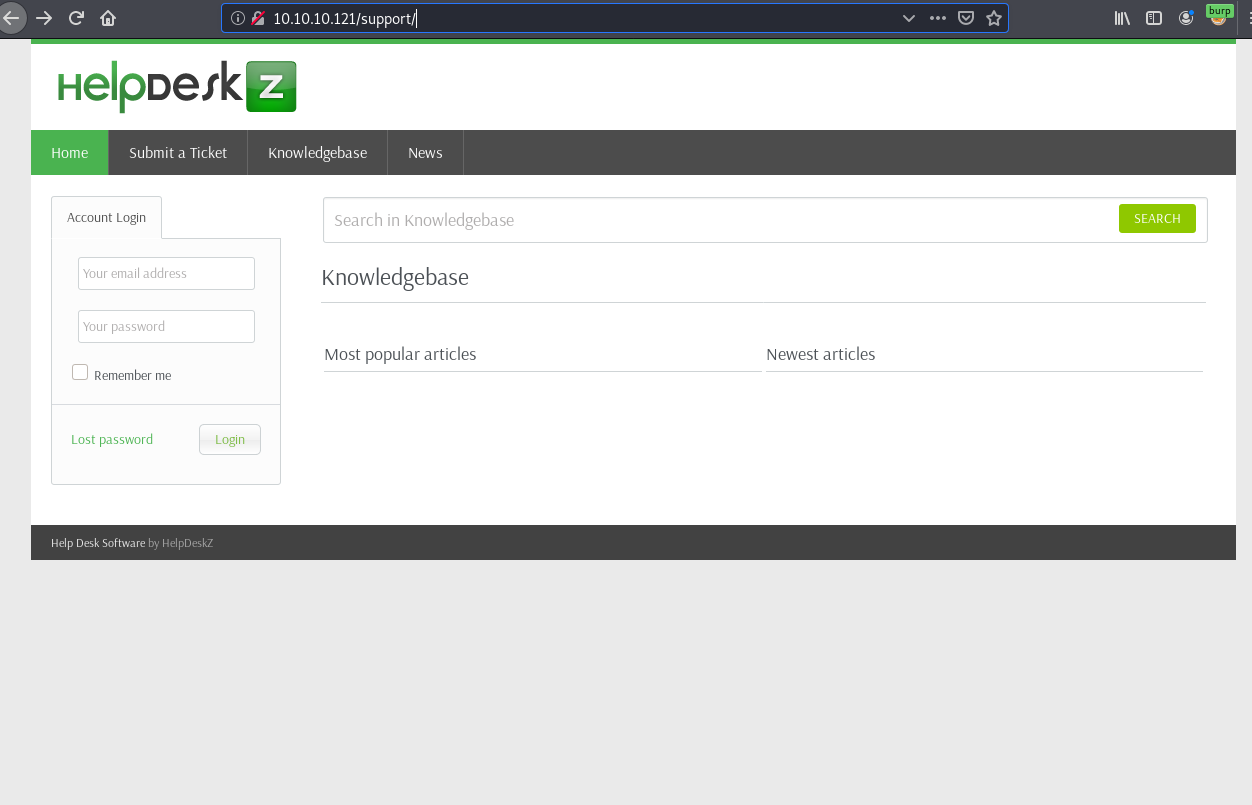 10.10.10.121/support/
burp
HelpDesk Z
Home
Submit a Ticket
Knowledgebase
News
Account Login
Your email address
Your password
Remember me
Lost password
Login
Search in Knowledgebase
SEARCH
Knowledgebase
Most popular articles
Newest articles
Help Desk Software by HelpDeskZ